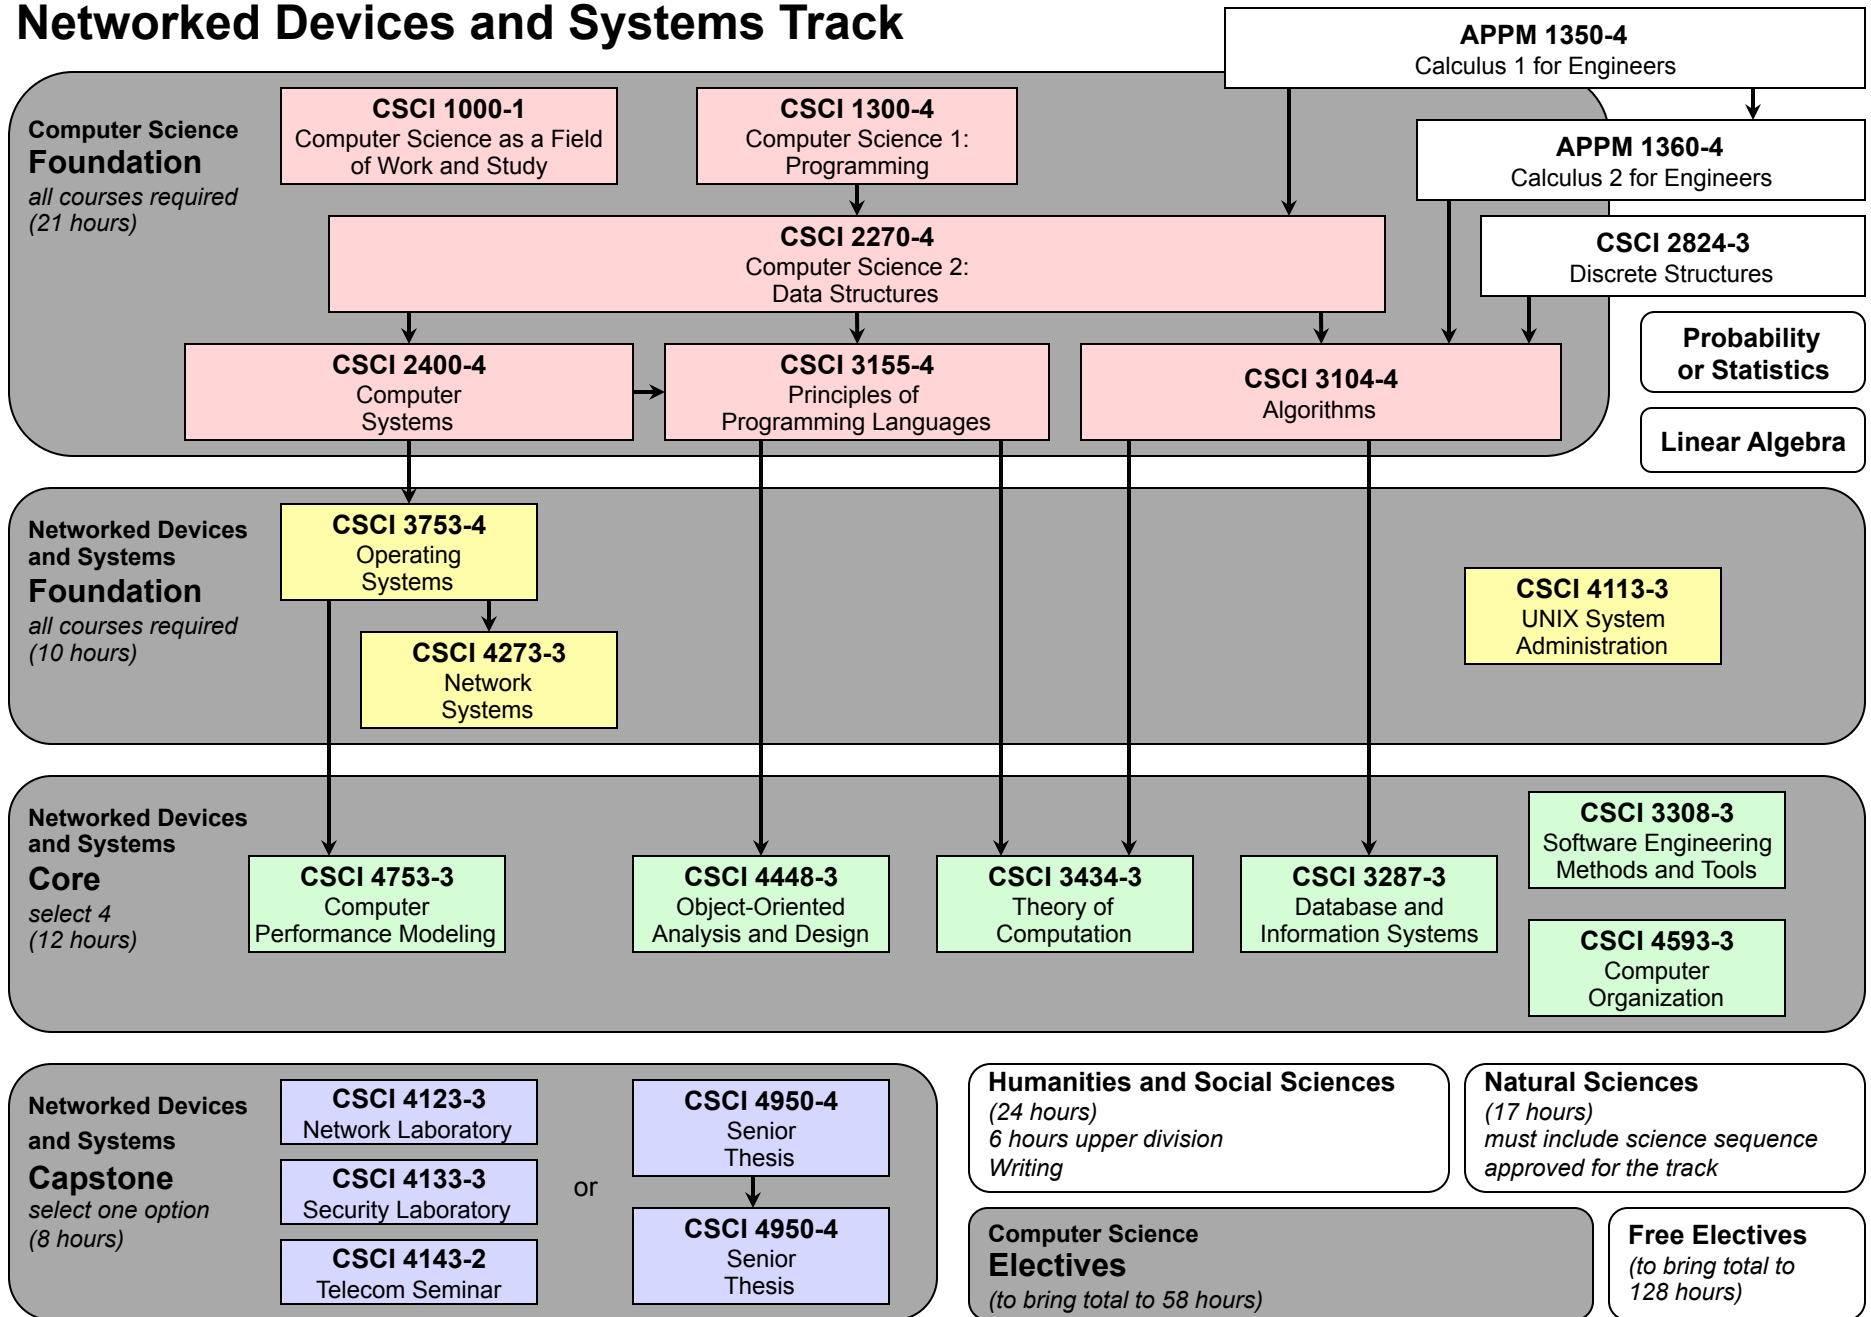 Networked Devices and Systems Track
APPM 1350-4
Calculus 1 for Engineers
Computer Science
Foundation
all courses required
(21 hours)
CSCI 1000-1
Computer Science as a Field
of Work and Study
CSCI 1300-4
Computer Science 1:
Programming
APPM 1360-4
Calculus 2 for Engineers
CSCI 2270-4
Computer Science 2:
Data Structures
CSCI 2824-3
Discrete Structures
CSCI 2400-4
Computer
Systems
CSCI 3155-4
Principles of
Programming Languages
CSCI 3104-4
Algorithms
Probability
or Statistics
Linear Algebra
Networked Devices
and Systems
Foundation
all courses required
(10 hours)
CSCI 3753-4
Operating
Systems
CSCI 4273-3
Network
Systems
CSCI 4113-3
UNIX System
Administration
Networked Devices
and Systems
Core
select 4
(12 hours)
CSCI 4753-3
Computer
Performance Modeling
CSCI 4448-3
Object-Oriented
Analysis and Design
CSCI 3434-3
Theory of
Computation
CSCI 3287-3
Database and
Information Systems
CSCI 3308-3
Software Engineering
Methods and Tools
CSCI 4593-3
Computer
Organization
Networked Devices
and Systems
Capstone
select one option
(8 hours)
CSCI 4123-3
Network Laboratory
CSCI 4133-3
Security Laboratory
CSCI 4143-2
Telecom Seminar
or
CSCI 4950-4
Senior
Thesis
CSCI 4950-4
Senior
Thesis
Humanities and Social Sciences
(24 hours)
6 hours upper division
Writing
Natural Sciences
(17 hours)
must include science sequence
approved for the track
Computer Science
Electives
(to bring total to 58 hours)
Free Electives
(to bring total to
128 hours)